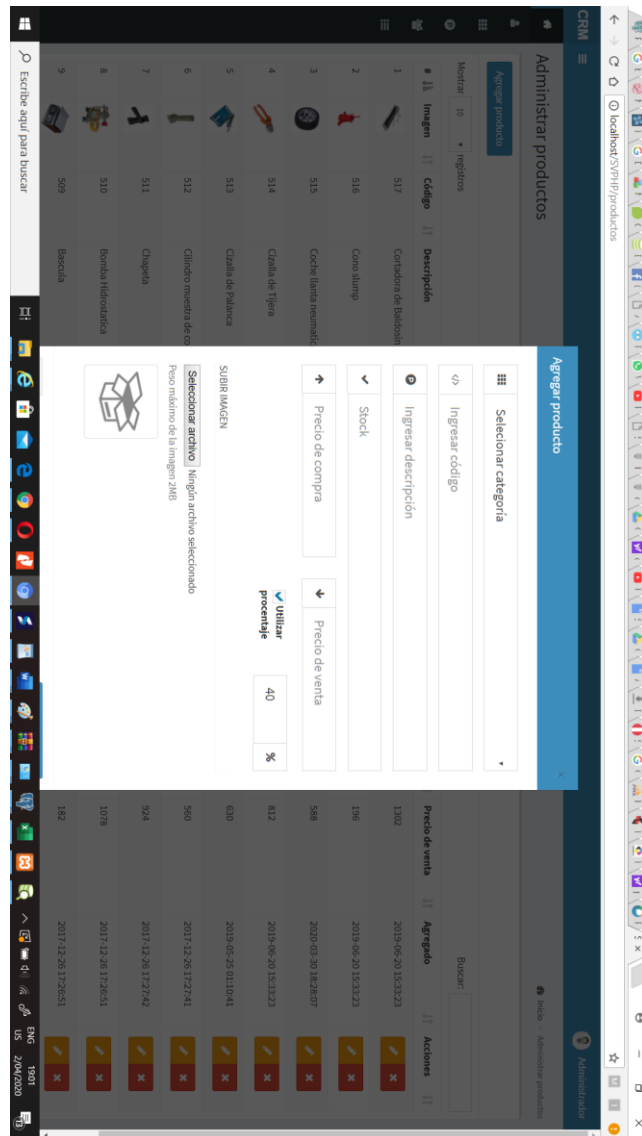 localhost/SVPHP/productos
CRM
Administrador
Administrar productos
Inicio
Administrar productos
Agregar producto
Mostrar 10 registros
Buscar:
# Imagen Código Descripción Precio de venta Agregado Acciones
1 517 Cortadora de Baldosin 1302 2019-06-20 15:33:23
2 516 Cono slump 196 2019-06-20 15:33:23
3 515 Coche llanta neumatic 588 2020-03-30 18:28:07
4 514 Cizalla de Tijera 812 2019-06-20 15:33:23
5 513 Cizalla de Palanca 630 2019-05-25 01:10:41
6 512 Cilindro muestra de co 560 2017-12-26 17:27:41
7 511 Chapeta 924 2017-12-26 17:27:42
8 510 Bomba Hidrostatica 1078 2017-12-26 17:26:51
9 509 Bascula 182 2017-12-26 17:26:51
Agregar producto ×
Selecionar categoría
Ingresar código
Ingresar descripción
Stock
Precio de compra
Precio de venta
Utilizar
procentaje
40 %
SUBIR IMAGEN
Seleccionar archivo Ningún archivo seleccionado
Peso máximo de la imagen 2MB
Escribe aquí para buscar
ENG
US
19:01
2/04/2020